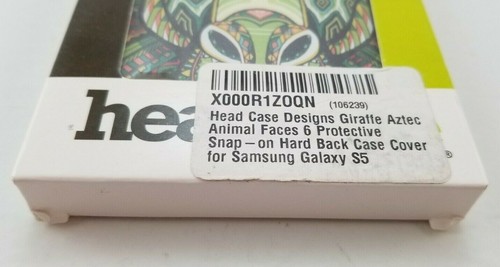 X000R1ZOQN (106239)
Head Case Designs Giraffe Aztec
Animal Faces 6 Protective
Snap-on Hard Back Case Cover
for Samsung Galaxy S5
hea
®